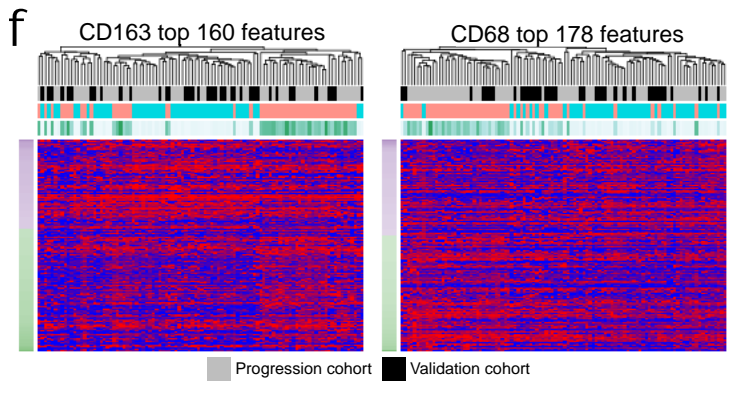 f
CD163 top 160 features
CD68 top 178 features
Progression cohort
Validation cohort